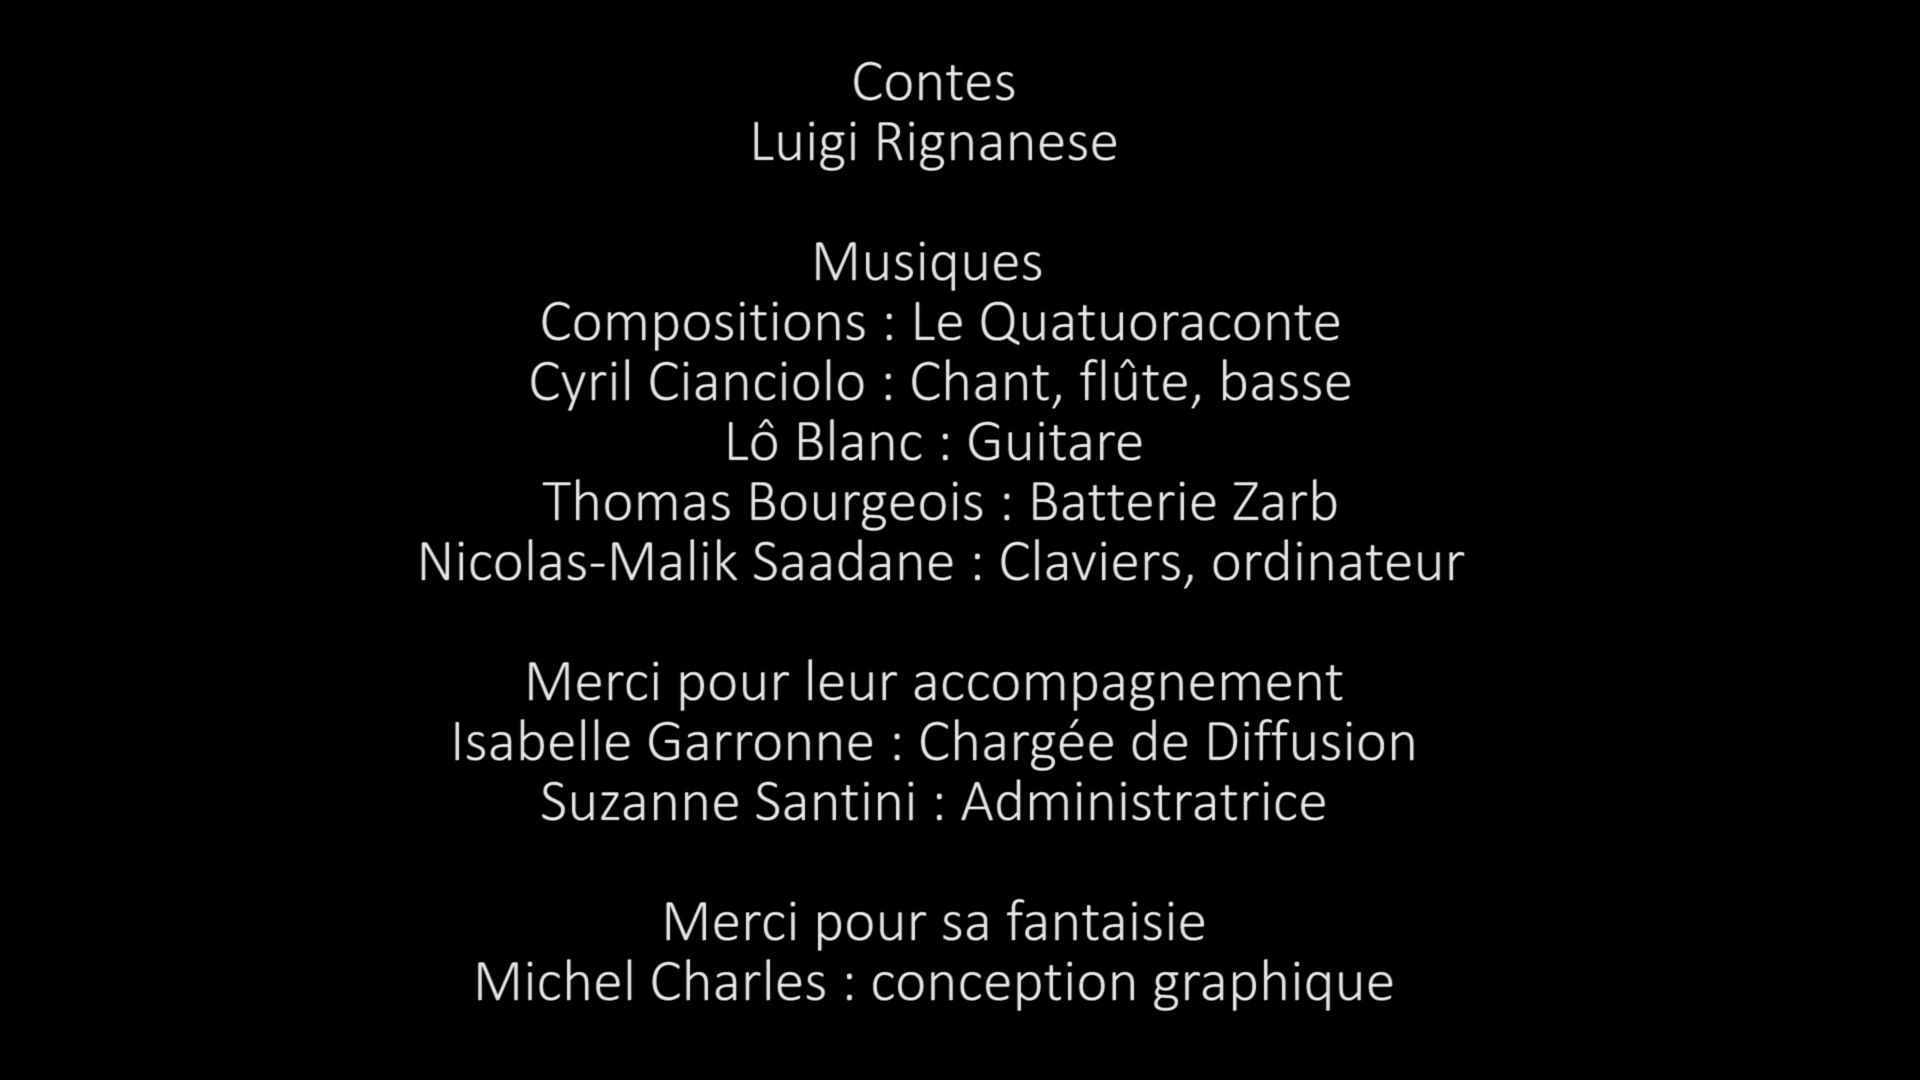 Contes
Luigi Rignanese
Musiques
Compositions : Le Quatuoraconte
Cyril Cianciolo : Chant, flûte, basse
Lô Blanc : Guitare
Thomas Bourgeois : Batterie Zarb
Nicolas-Malik Saadane : Claviers, ordinateur
Merci pour leur accompagnement
Isabelle Garronne : Chargée de Diffusion
Suzanne Santini : Administratrice
Merci pour sa fantaisie
Michel Charles : conception graphique